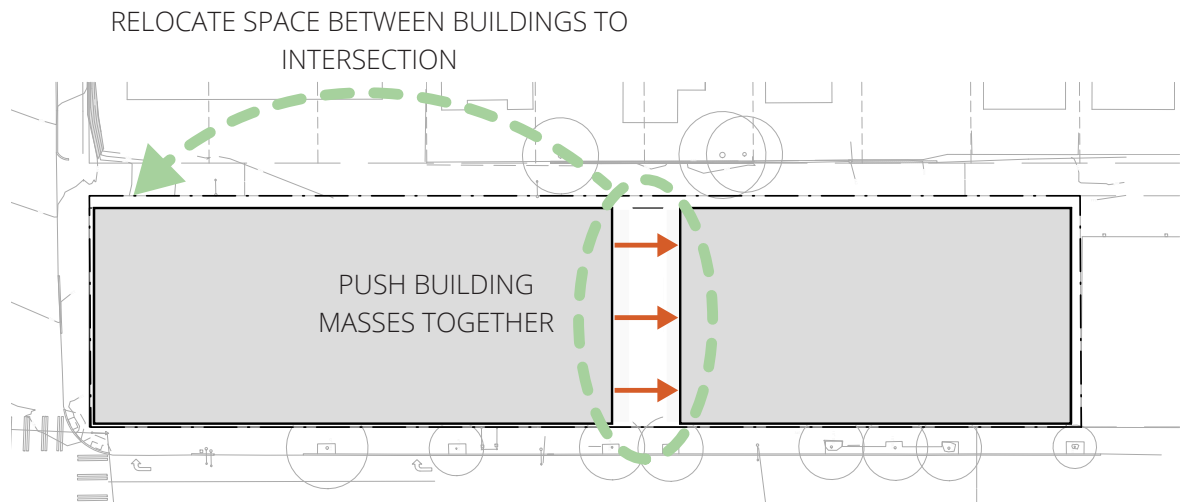 RELOCATE SPACE BETWEEN BUILDINGS TO
INTERSECTION
PUSH BUILDING
MASSES TOGETHER